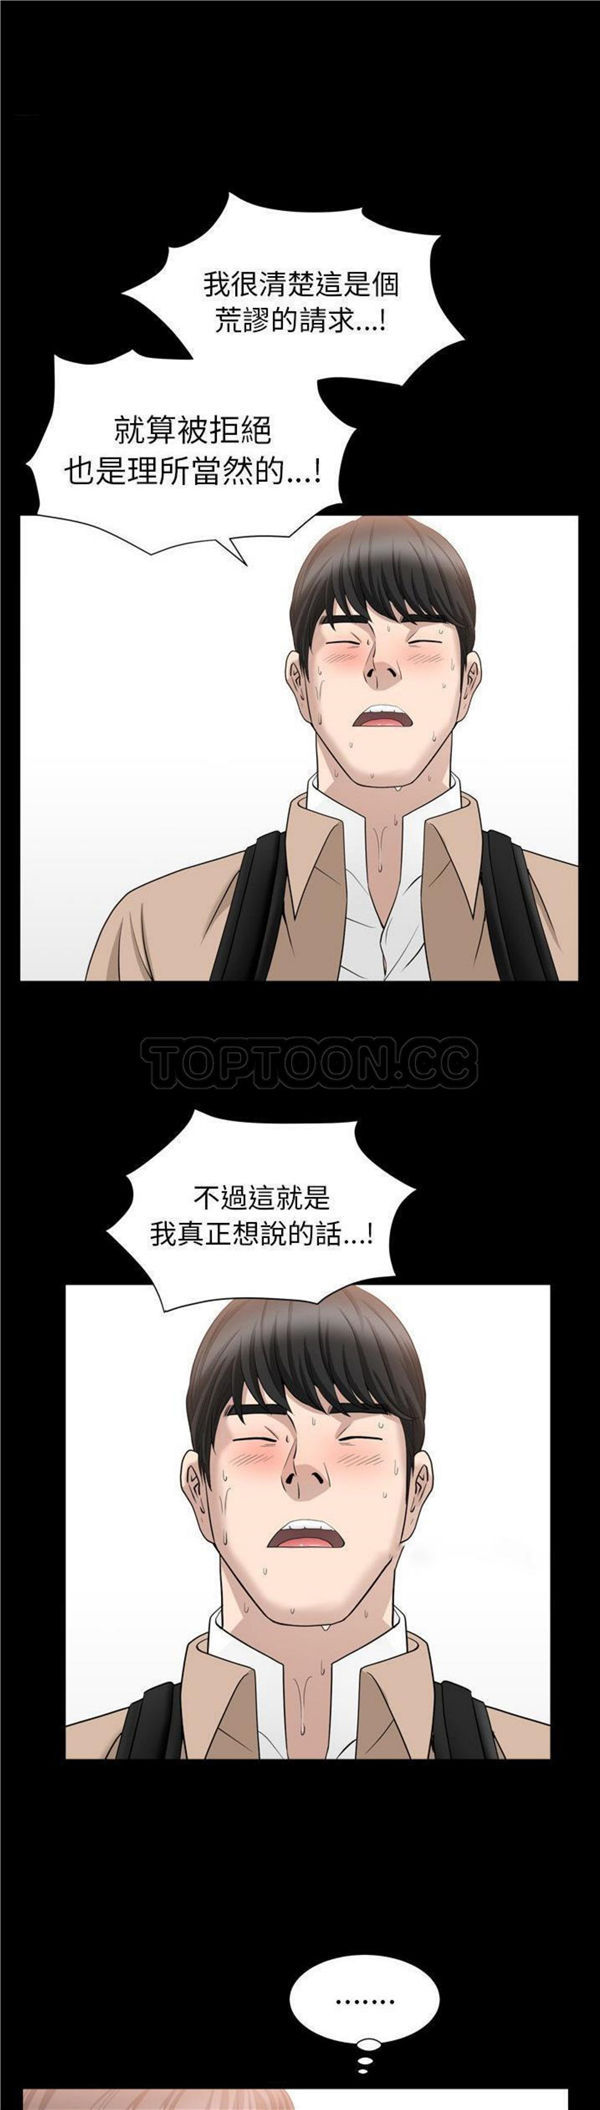 我很清楚這是個
荒謬的請求...!
就算被拒絕
也是理所當然的...!
TOPTOON.CC
不過這就是
我真正想說的話...!
.......